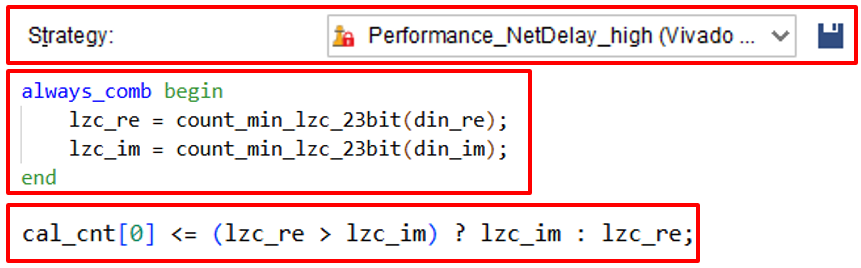 Strategy: Performance_NetDelay_high (Vivado ...
always_comb begin
lzc_re = count_min_lzc_23bit(din_re);
lzc_im = count_min_lzc_23bit(din_im);
end
cal_cnt[0] <= (lzc_re > lzc_im) ? lzc_im : lzc_re;